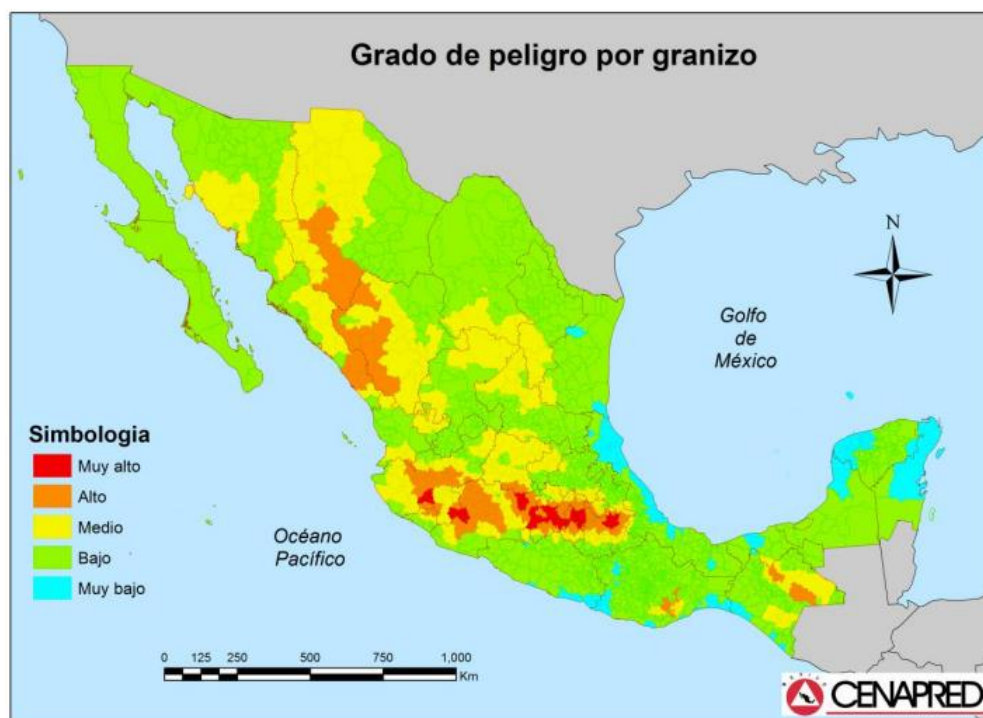 Grado de peligro por granizo
N
Golfo
de
México
Simbologia
Muy alto
Alto
Medio
Bajo
Muy bajo
Océano
Pacífico
0 125 250 500 750 1,000
Km
MEXICO
CENAPRED